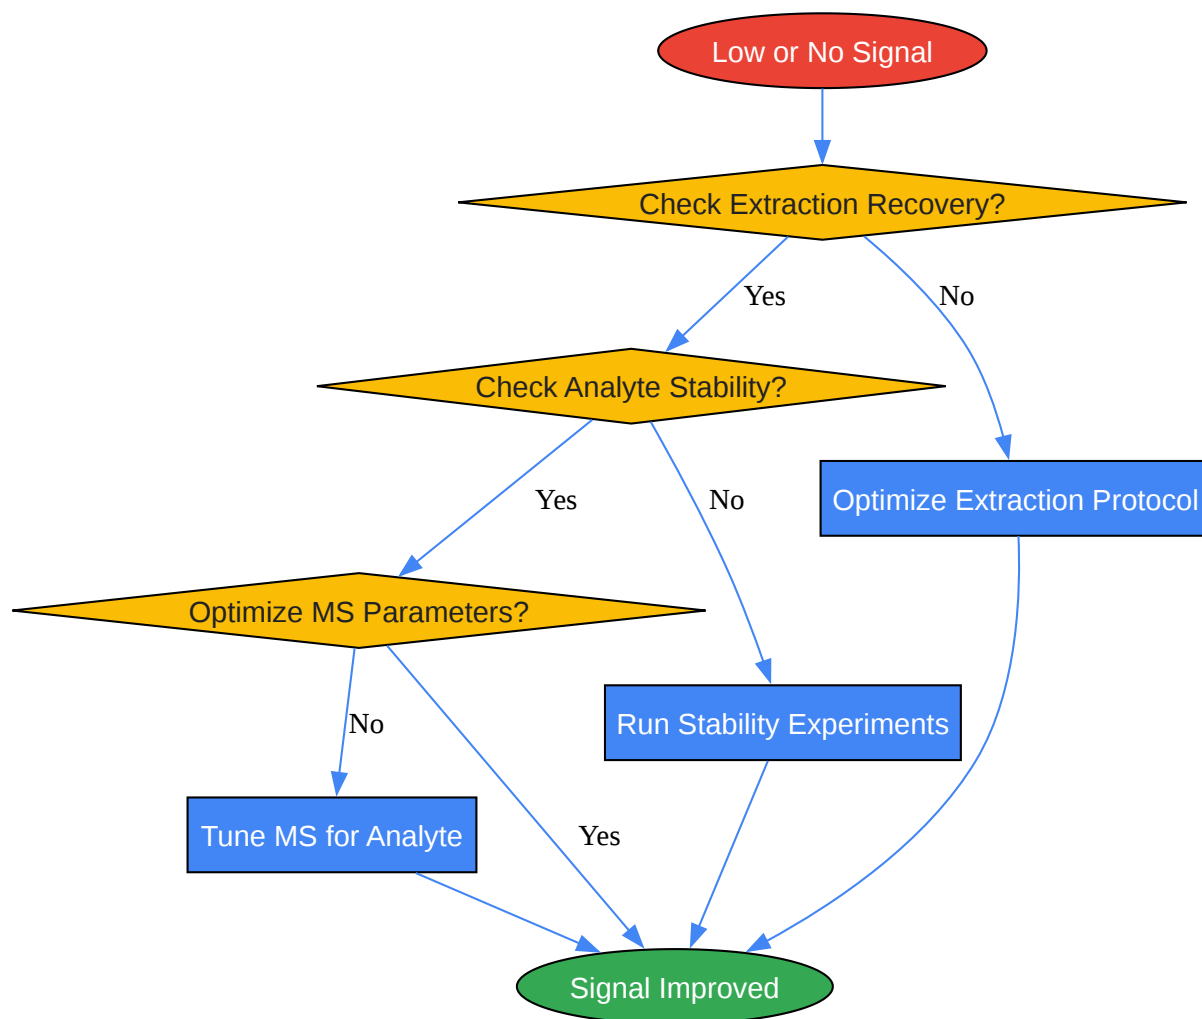 Low or No Signal
Check Extraction Recovery?
Yes
No
Check Analyte Stability?
Yes
No
Optimize Extraction Protocol
Optimize MS Parameters?
No
Run Stability Experiments
Tune MS for Analyte
Yes
Signal Improved